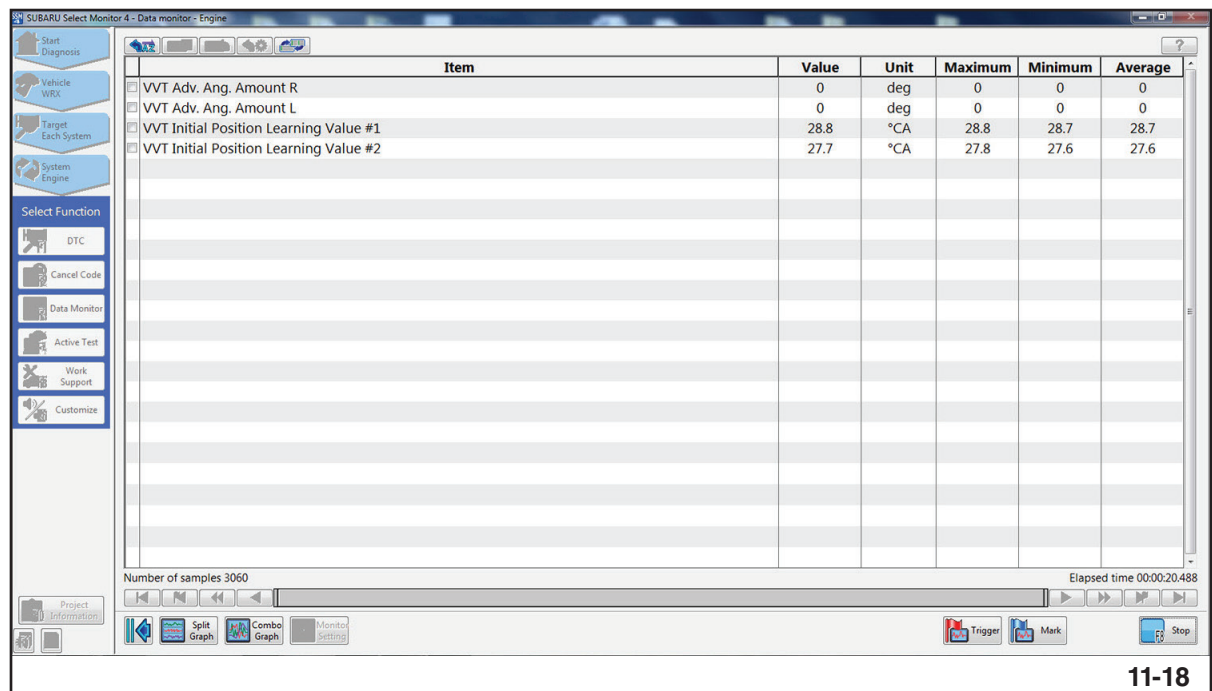 SUBARU Select Monitor 4 - Data monitor - Engine
Start
Diagnosis
Vehicle
WRX
Target
Each System
System
Engine
Select Function
DTC
Cancel Code
Data Monitor
Active Test
Work
Support
Customize
Project
Information
?
Item Value Unit Maximum Minimum Average
VVT Adv. Ang. Amount R 0 deg 0 0 0
VVT Adv. Ang. Amount L 0 deg 0 0 0
VVT Initial Position Learning Value #1 28.8 °CA 28.8 28.7 28.7
VVT Initial Position Learning Value #2 27.7 °CA 27.8 27.6 27.6
Number of samples 3060 Elapsed time 00:00:20.488
Split
Graph
Combo
Graph
Monitor
Setting
Trigger
Mark
F8 Stop
11-18